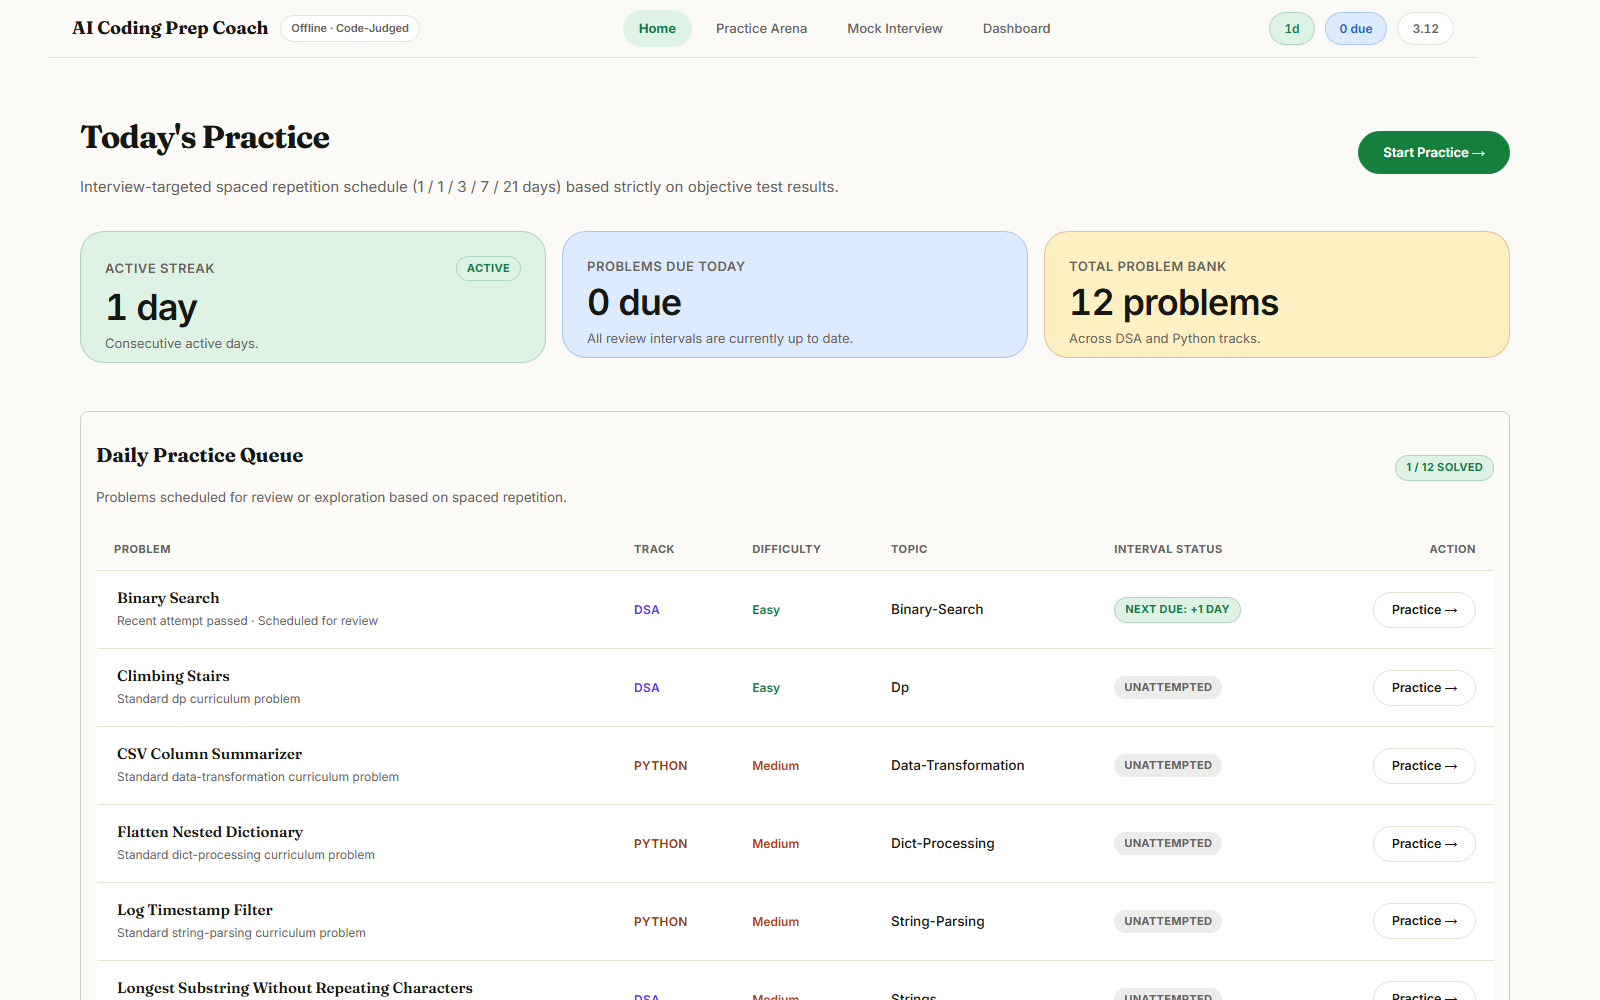 AI Coding Prep Coach
Offline · Code-Judged
Home
Practice Arena
Mock Interview
Dashboard
1d
0 due
3.12
Today's Practice
Start Practice →
Interview-targeted spaced repetition schedule (1 / 1 / 3 / 7 / 21 days) based strictly on objective test results.
ACTIVE STREAK
ACTIVE
1 day
Consecutive active days.
PROBLEMS DUE TODAY
0 due
All review intervals are currently up to date.
TOTAL PROBLEM BANK
12 problems
Across DSA and Python tracks.
Daily Practice Queue
1 / 12 SOLVED
Problems scheduled for review or exploration based on spaced repetition.
PROBLEM TRACK DIFFICULTY TOPIC INTERVAL STATUS ACTION
Binary Search
Recent attempt passed · Scheduled for review
DSA Easy Binary-Search NEXT DUE: +1 DAY Practice →
Climbing Stairs
Standard dp curriculum problem
DSA Easy Dp UNATTEMPTED Practice →
CSV Column Summarizer
Standard data-transformation curriculum problem
PYTHON Medium Data-Transformation UNATTEMPTED Practice →
Flatten Nested Dictionary
Standard dict-processing curriculum problem
PYTHON Medium Dict-Processing UNATTEMPTED Practice →
Log Timestamp Filter
Standard string-parsing curriculum problem
PYTHON Medium String-Parsing UNATTEMPTED Practice →
Longest Substring Without Repeating Characters
DSA Medium Strings UNATTEMPTED Practice →